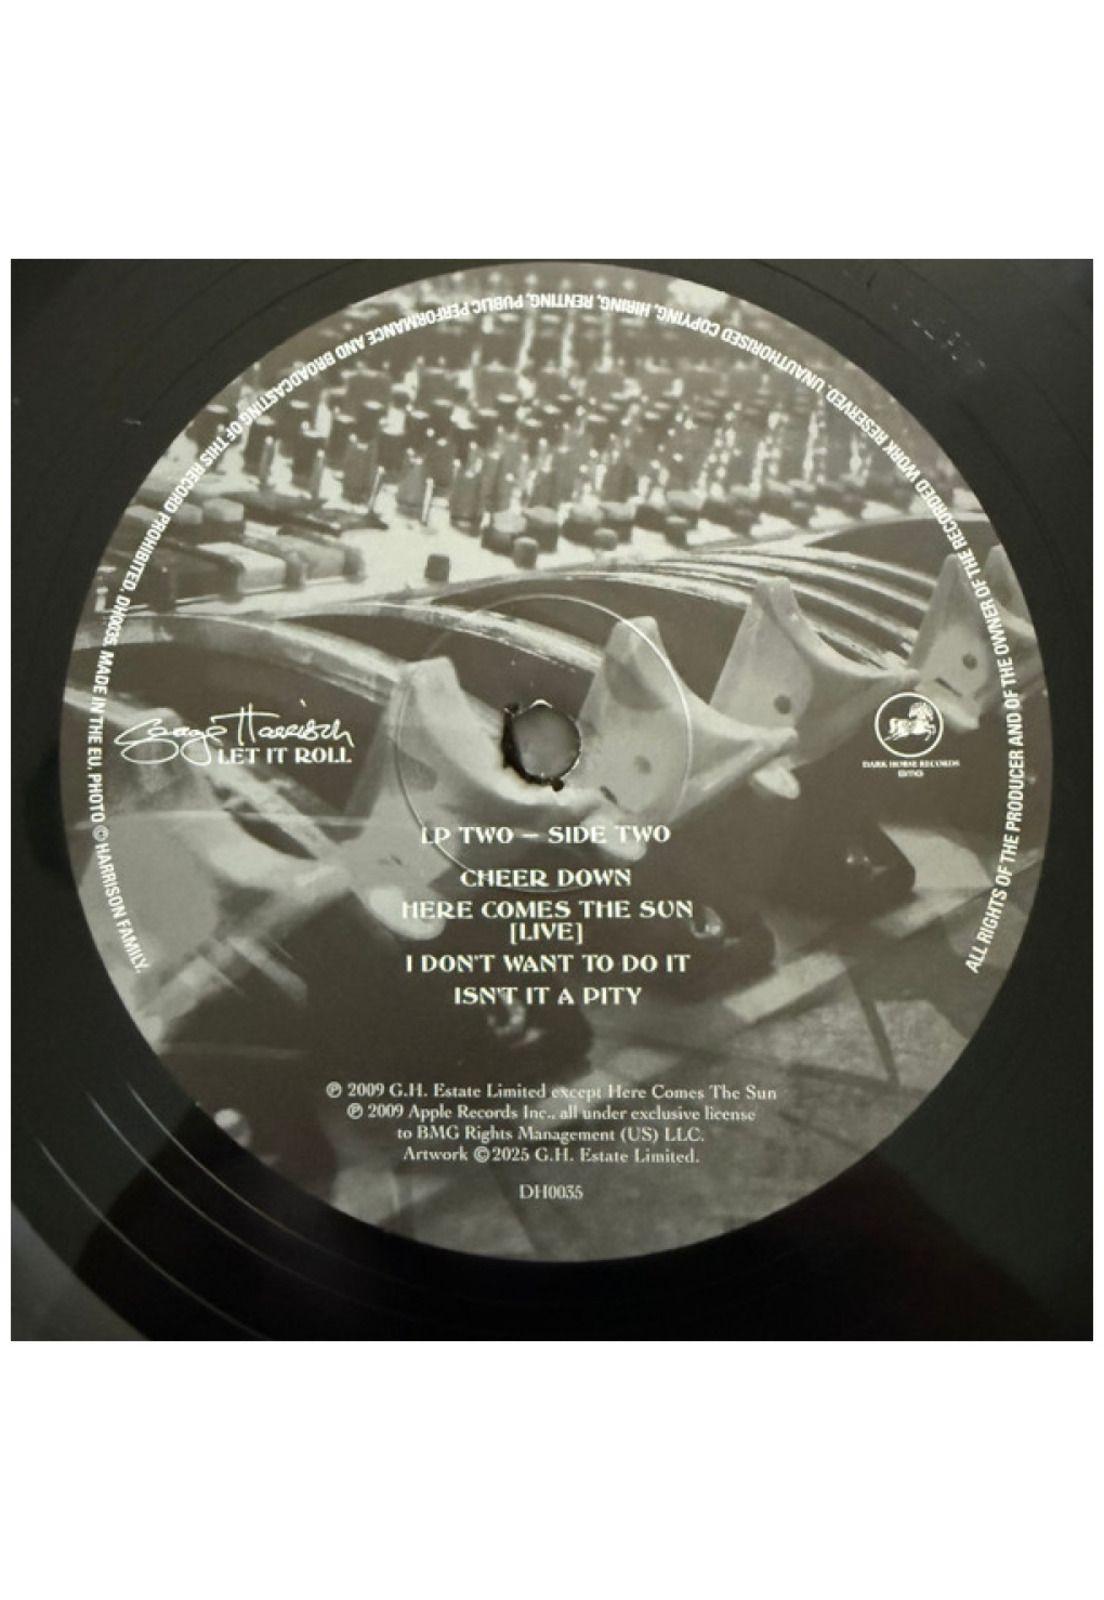 ALL RIGHTS OF THE PRODUCER AND OF THE OWNER OF THE RECORDED WORK RESERVED. UNAUTHORISED COPYING, HIRING, RENTING, PUBLIC PERFORMANCE AND BROADCASTING OF THIS RECORD PROHIBITED. DH0035. MADE IN THE EU. PHOTO © HARRISON FAMILY.
George Harrison
LET IT ROLL
DARK HORSE RECORDS
LP TWO – SIDE TWO
CHEER DOWN
HERE COMES THE SUN
[LIVE]
I DON'T WANT TO DO IT
ISN'T IT A PITY
℗ 2009 G.H. Estate Limited except Here Comes The Sun
℗ 2009 Apple Records Inc., all under exclusive license
to BMG Rights Management (US) LLC.
Artwork ©2025 G.H. Estate Limited.
DH0035